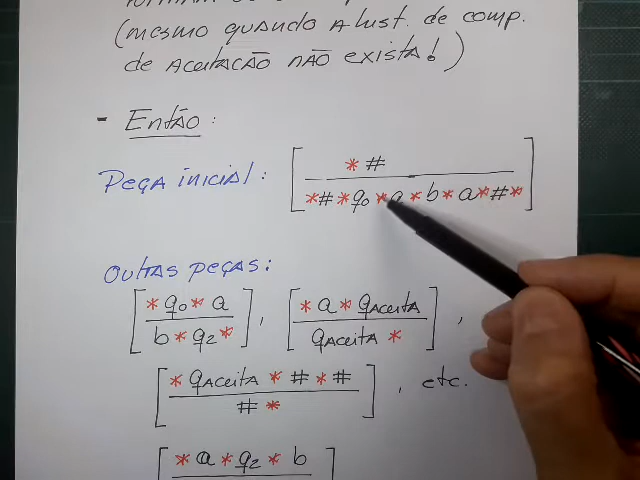 (mesmo quando a hist. de comp.
de aceitação não exista!)
- Então:
Peça inicial: [ *# / *#*q₀*a*b*a*#* ]
Outras peças:
[ *q₀*a / b*q₂* ], [ *a*qaceita / qaceita* ],
[ *qaceita*#*# / #* ], etc.
[ *a*q₂*b